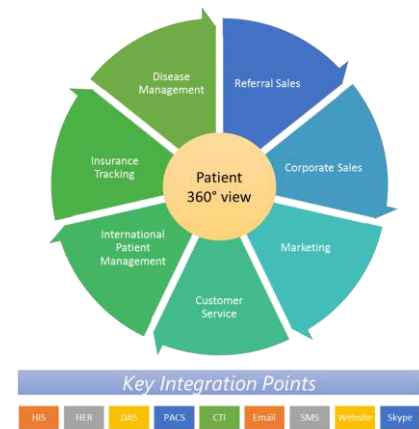 Disease
Management
Referral Sales
Insurance
Tracking
Patient
360° view
Corporate Sales
International
Patient
Management
Marketing
Customer
Service
Key Integration Points
HIS HER DAS PACS CTI Email SMS Website Skype